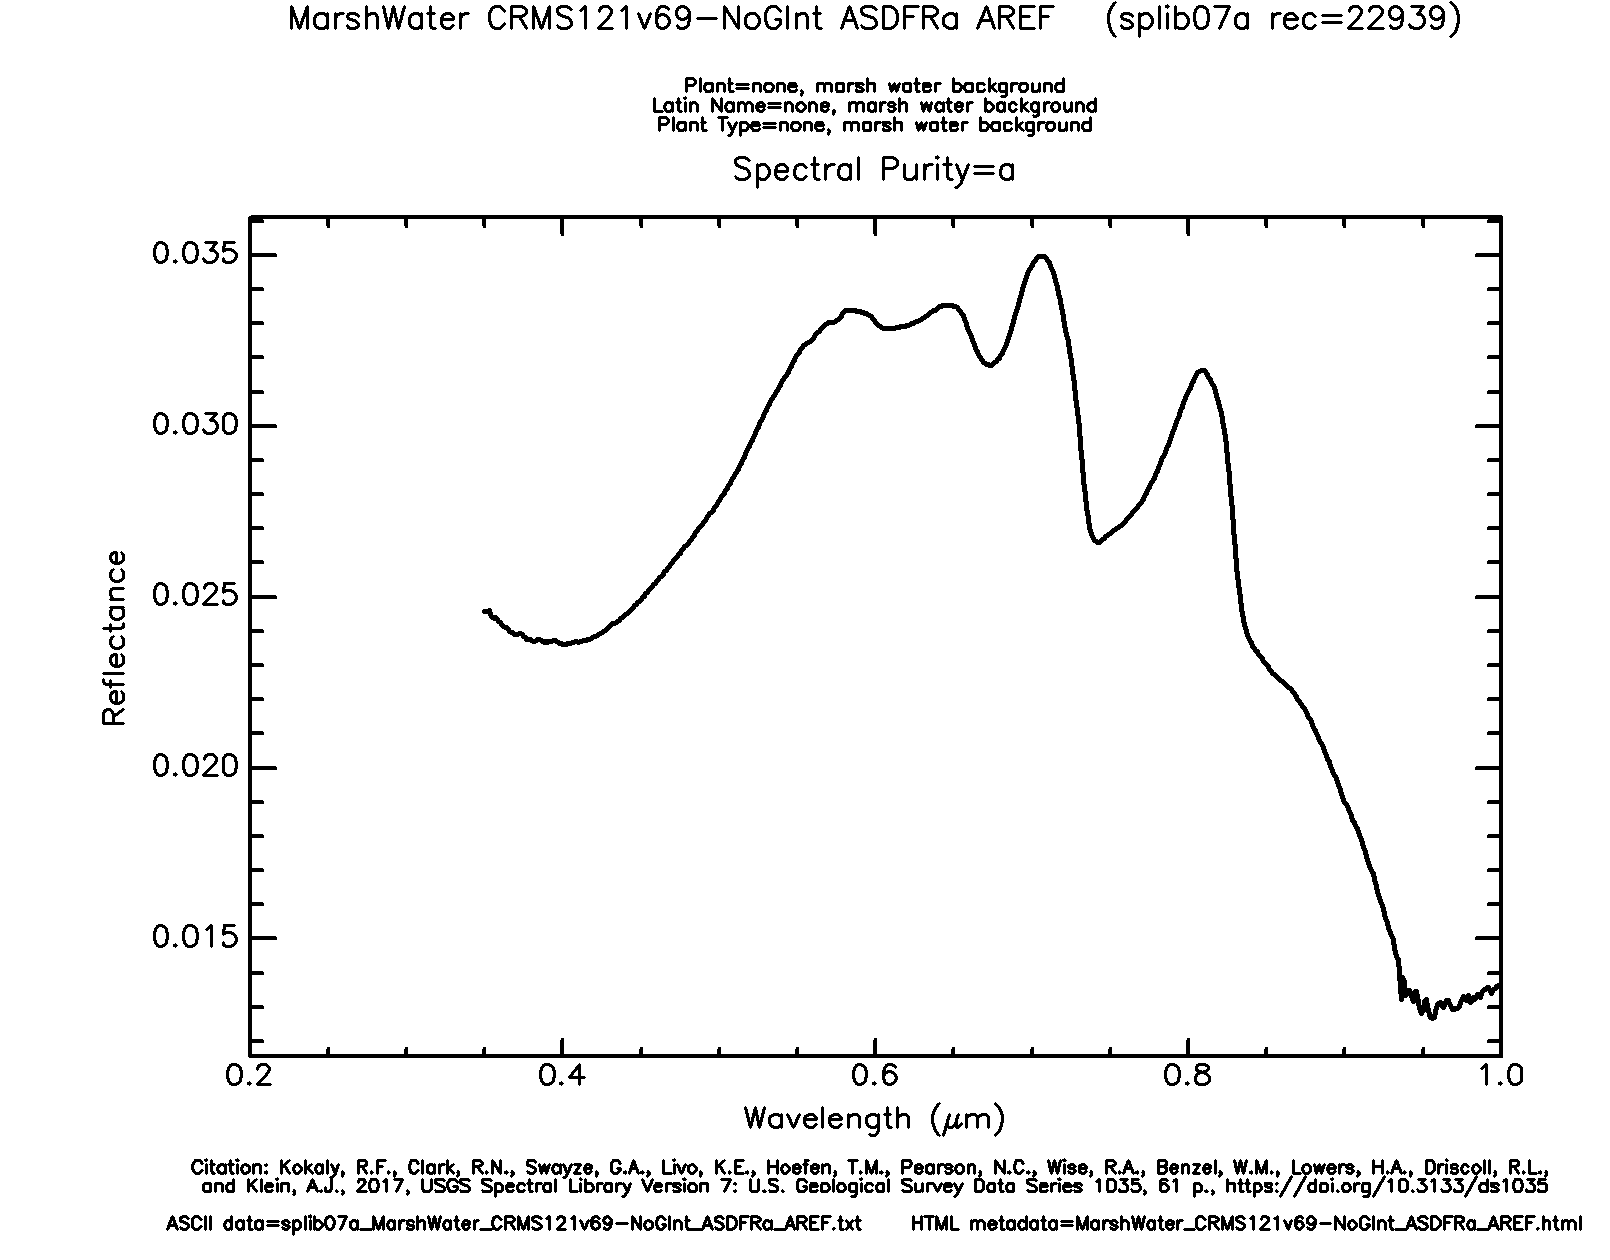 MarshWater CRMS121v69-NoGInt ASDFRa AREF (splib07a rec=22939)
Plant=none, marsh water background
Latin Name=none, marsh water background
Plant Type=none, marsh water background
Spectral Purity=a
0.035
0.030
0.025
0.020
0.015
Reflectance
0.2 0.4 0.6 0.8 1.0
Wavelength (μm)
Citation: Kokaly, R.F., Clark, R.N., Swayze, G.A., Livo, K.E., Hoefen, T.M., Pearson, N.C., Wise, R.A., Benzel, W.M., Lowers, H.A., Driscoll, R.L.,
and Klein, A.J., 2017, USGS Spectral Library Version 7: U.S. Geological Survey Data Series 1035, 61 p., https://doi.org/10.3133/ds1035
ASCII data=splib07a_MarshWater_CRMS121v69-NoGInt_ASDFRa_AREF.txt HTML metadata=MarshWater_CRMS121v69-NoGInt_ASDFRa_AREF.html